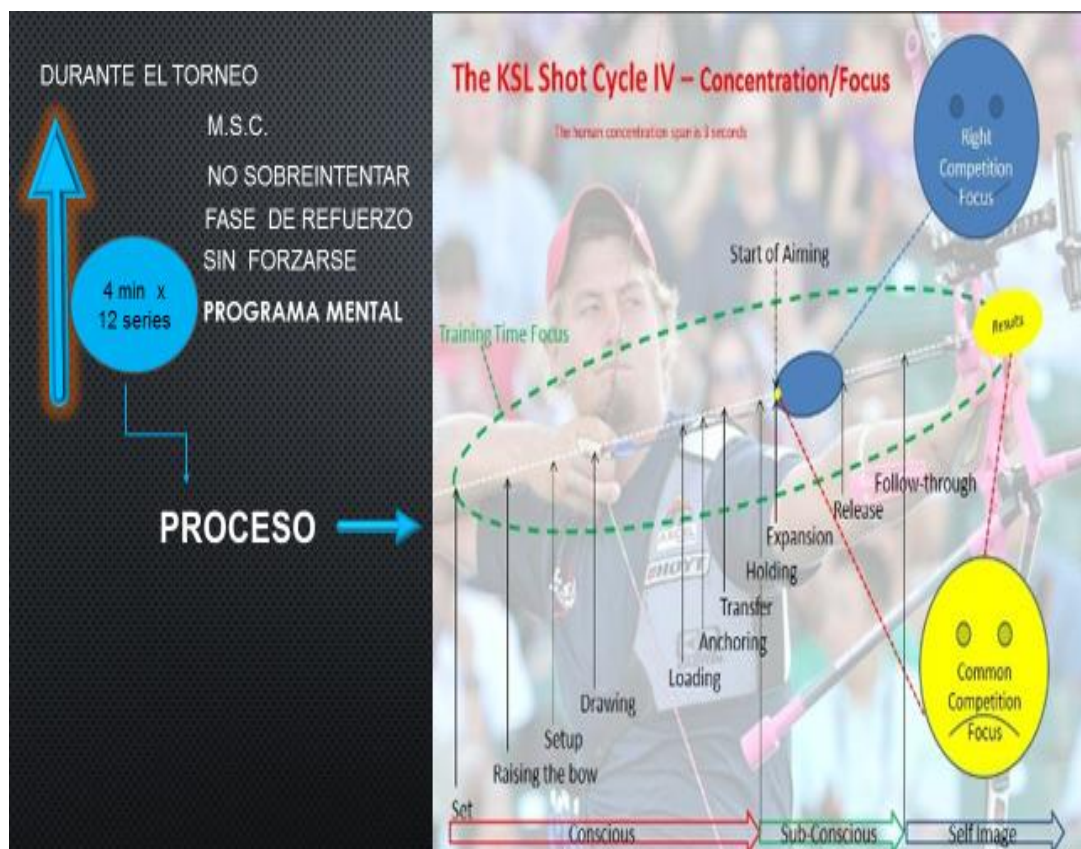 DURANTE EL TORNEO
M.S.C.
NO SOBREINTENTAR
FASE DE REFUERZO
SIN FORZARSE
PROGRAMA MENTAL
4 min x
12 series
PROCESO
The KSL Shot Cycle IV – Concentration/Focus
The human concentration span is 3 seconds
Right
Competition
Focus
Start of Aiming
Training Time Focus
Results
Follow-through
Release
Expansion
Holding
Transfer
Anchoring
Loading
Drawing
Setup
Raising the bow
Set
HOYT
Common
Competition
Focus
Conscious
Sub-Conscious
Self Image